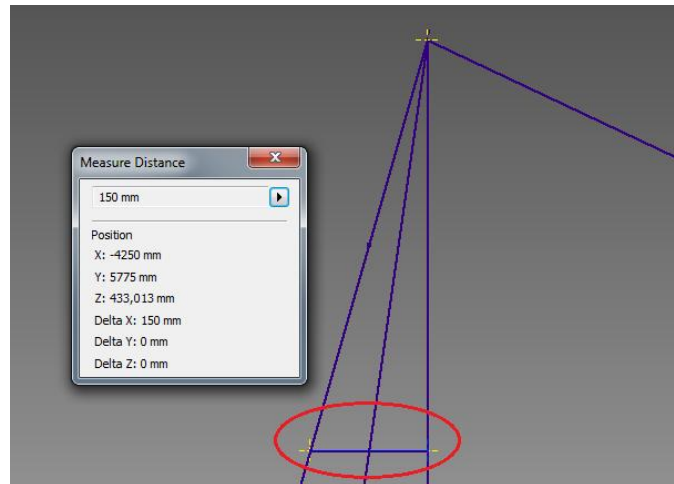 Measure Distance
150 mm
Position
X: -4250 mm
Y: 5775 mm
Z: 433,013 mm
Delta X: 150 mm
Delta Y: 0 mm
Delta Z: 0 mm